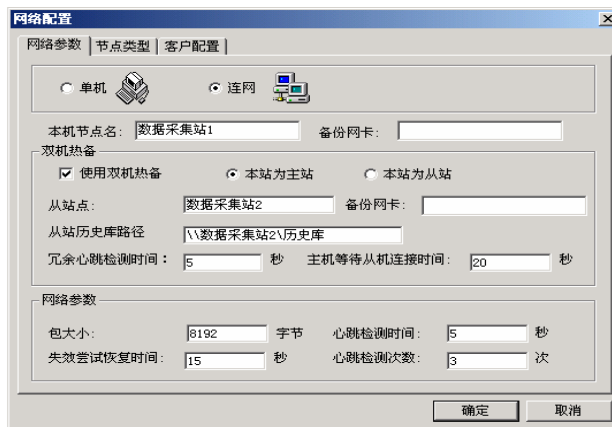 网络配置
网络参数 节点类型 客户配置
单机 连网
本机节点名: 数据采集站1 备份网卡:
双机热备
使用双机热备 本站为主站 本站为从站
从站点: 数据采集站2 备份网卡:
从站历史库路径 \\数据采集站2\历史库
冗余心跳检测时间: 5 秒 主机等待从机连接时间: 20 秒
网络参数
包大小: 8192 字节 心跳检测时间: 5 秒
失效尝试恢复时间: 15 秒 心跳检测次数: 3 次
确定 取消